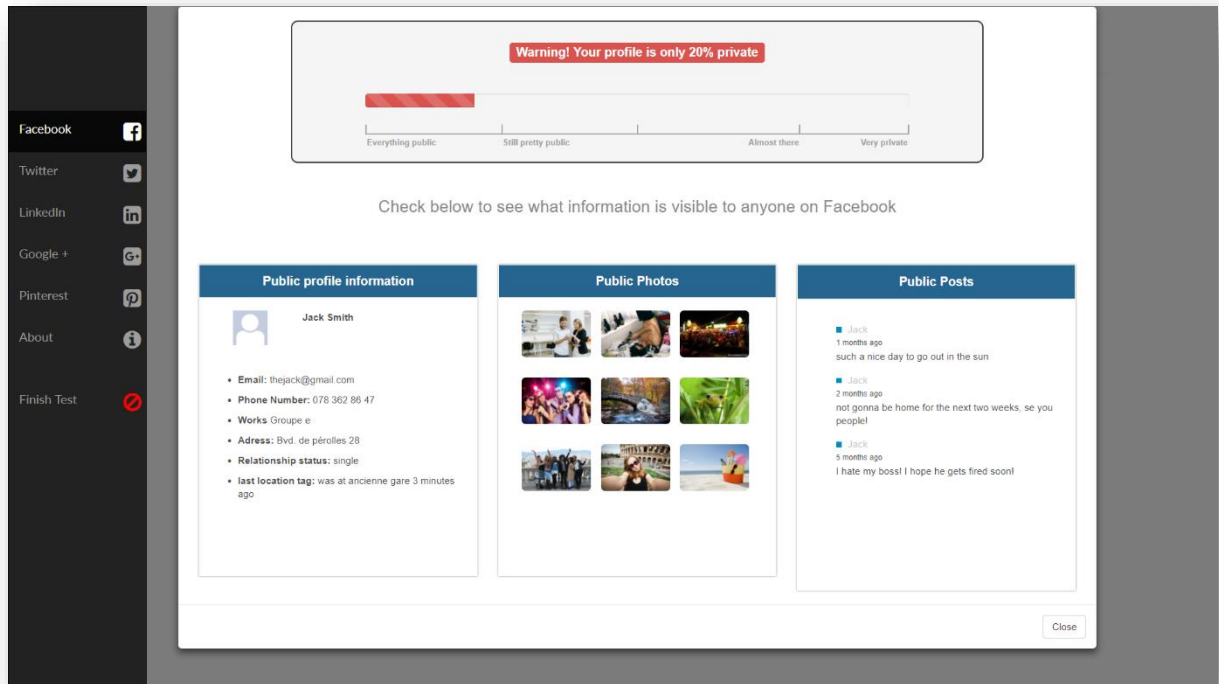 Warning! Your profile is only 20% private
Everything public
Still pretty public
Almost there
Very private
Facebook
Twitter
LinkedIn
Google +
Pinterest
About
Finish Test
Check below to see what information is visible to anyone on Facebook
Public profile information
Jack Smith
Email: thejack@gmail.com
Phone Number: 078 362 86 47
Works Groupe e
Adress: Bvd. de pérolles 28
Relationship status: single
last location tag: was at ancienne gare 3 minutes
ago
Public Photos
Public Posts
Jack
1 months ago
such a nice day to go out in the sun
Jack
2 months ago
not gonna be home for the next two weeks, se you
people!
Jack
5 months ago
I hate my boss! I hope he gets fired soon!
Close